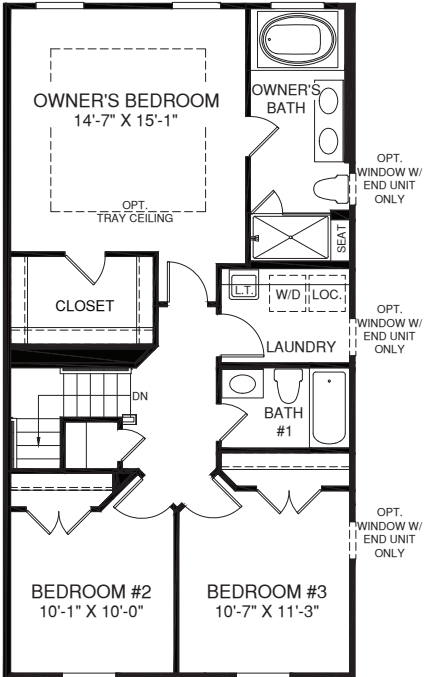 OWNER'S BEDROOM
14'-7" X 15'-1"
OPT.
TRAY CEILING
OWNER'S
BATH
OPT.
WINDOW W/
END UNIT
ONLY
SEAT
CLOSET
L.T.
W/D
LOC.
LAUNDRY
OPT.
WINDOW W/
END UNIT
ONLY
DN
BATH
#1
OPT.
WINDOW W/
END UNIT
ONLY
BEDROOM #2
10'-1" X 10'-0"
BEDROOM #3
10'-7" X 11'-3"